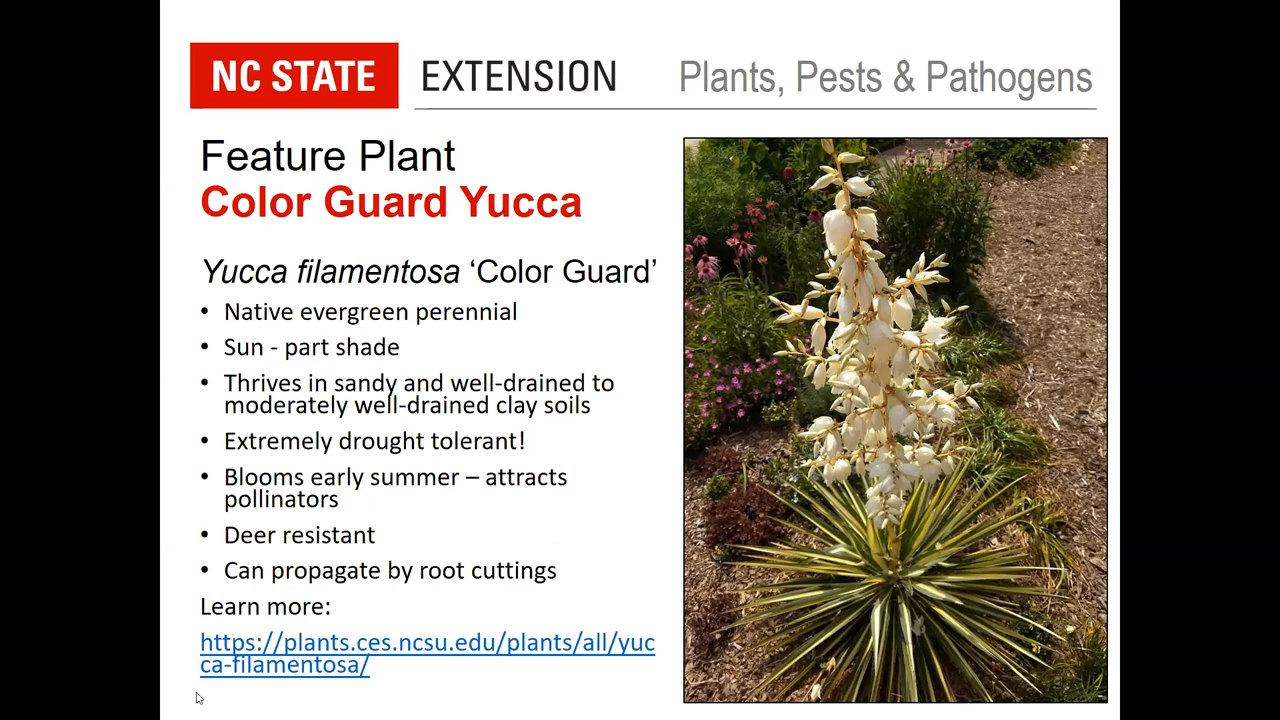 NC STATE EXTENSION Plants, Pests & Pathogens
Feature Plant
Color Guard Yucca
Yucca filamentosa ‘Color Guard’
• Native evergreen perennial
• Sun - part shade
• Thrives in sandy and well-drained to
moderately well-drained clay soils
• Extremely drought tolerant!
• Blooms early summer – attracts
pollinators
• Deer resistant
• Can propagate by root cuttings
Learn more:
https://plants.ces.ncsu.edu/plants/all/yuc
ca-filamentosa/